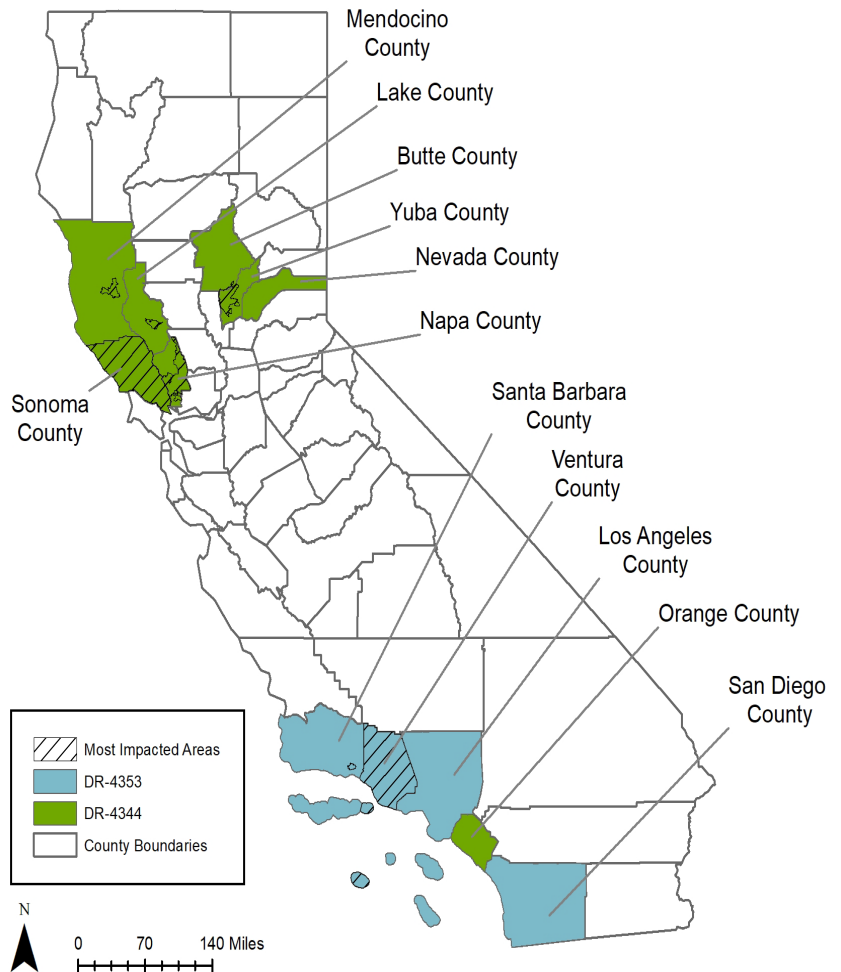 Mendocino
County
Lake County
Butte County
Yuba County
Nevada County
Napa County
Sonoma
County
Santa Barbara
County
Ventura
County
Los Angeles
County
Orange County
San Diego
County
Most Impacted Areas
DR-4353
DR-4344
County Boundaries
N
0 70 140 Miles